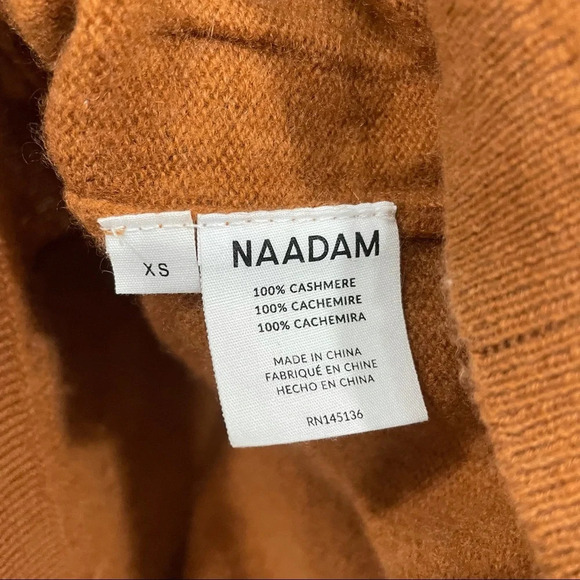 XS
NAADAM
100% CASHMERE
100% CACHEMIRE
100% CACHEMIRA
MADE IN CHINA
FABRIQUÉ EN CHINE
HECHO EN CHINA
RN145136